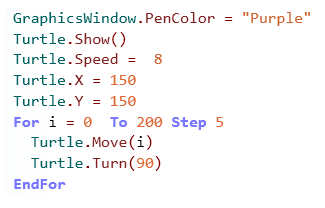 GraphicsWindow.PenColor = "Purple"
Turtle.Show()
Turtle.Speed =  8
Turtle.X = 150
Turtle.Y = 150
For i = 0  To 200 Step 5
  Turtle.Move(i)
  Turtle.Turn(90)
EndFor